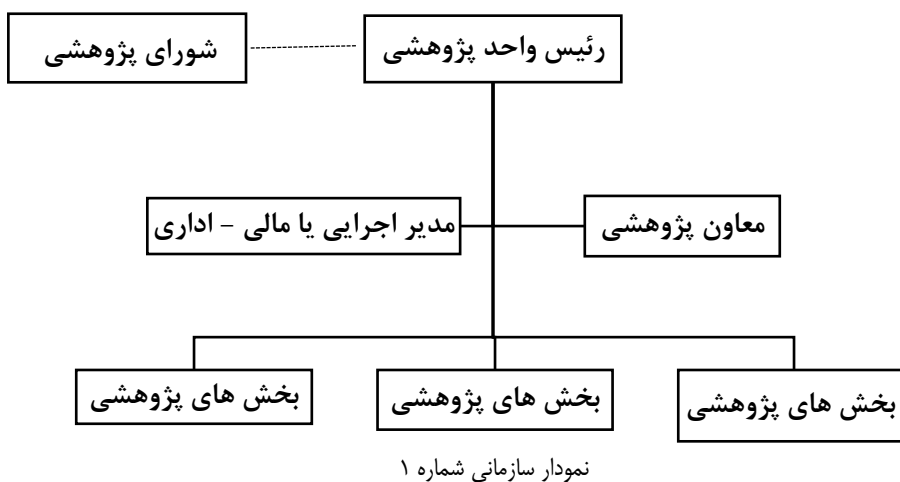 رئیس واحد پژوهشی
شورای پژوهشی
معاون پژوهشی
مدیر اجرایی یا مالی – اداری
بخش های پژوهشی
بخش های پژوهشی
بخش های پژوهشی
نمودار سازمانی شماره ۱